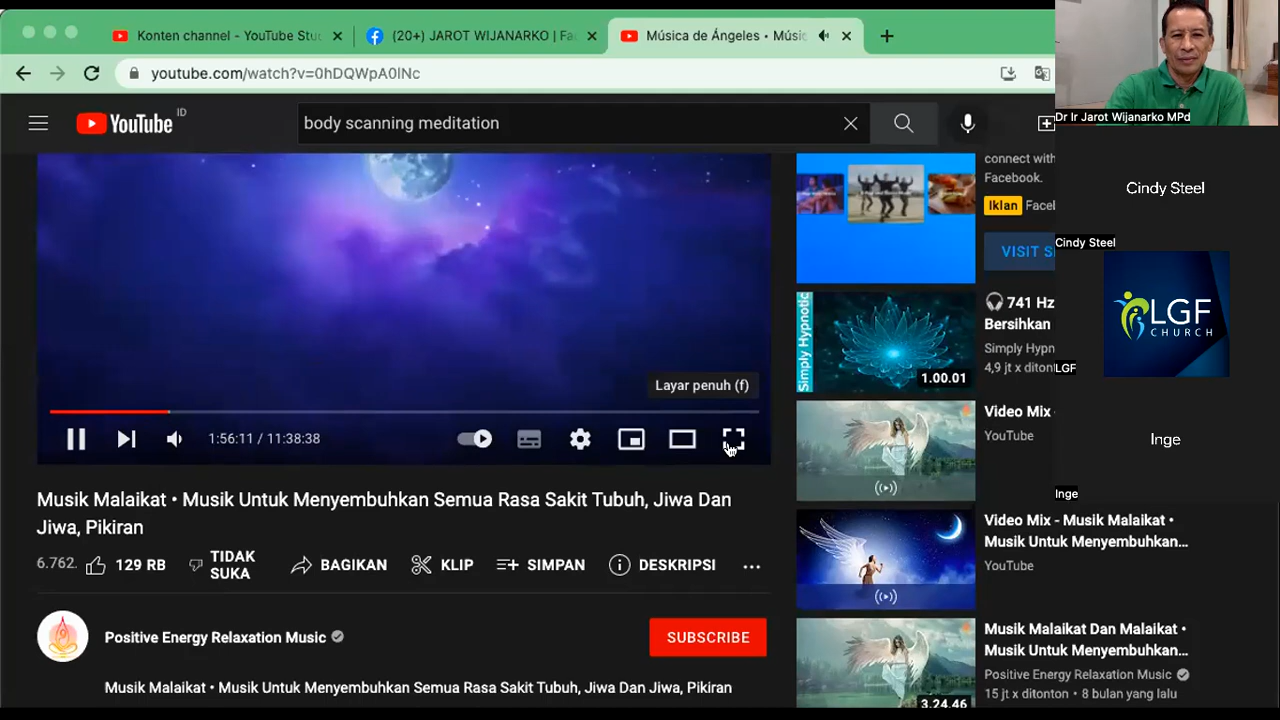 Konten channel - YouTube Stu
(20+) JAROT WIJANARKO | Fa
Música de Ángeles • Músi
youtube.com/watch?v=0hDQWpA0lNc
YouTube ID
body scanning meditation
Dr Ir Jarot Wijanarko MPd
connect with
Facebook.
Iklan Faceb
VISIT S
Cindy Steel
Cindy Steel
LGF
CHURCH
LGF
Inge
Inge
Layar penuh (f)
1:56:11 / 11:38:38
Simply Hypnotic
1.00.01
741 Hz
Bersihkan
Simply Hypn
4,9 jt x diton
Video Mix
YouTube
Musik Malaikat • Musik Untuk Menyembuhkan Semua Rasa Sakit Tubuh, Jiwa Dan
Jiwa, Pikiran
6.762. 129 RB TIDAK SUKA BAGIKAN KLIP SIMPAN DESKRIPSI ...
Video Mix - Musik Malaikat •
Musik Untuk Menyembuhkan...
YouTube
Positive Energy Relaxation Music
SUBSCRIBE
Musik Malaikat • Musik Untuk Menyembuhkan Semua Rasa Sakit Tubuh, Jiwa Dan Jiwa, Pikiran
Musik Malaikat Dan Malaikat •
Musik Untuk Menyembuhkan...
Positive Energy Relaxation Music
15 jt x ditonton • 8 bulan yang lalu
3.24.46